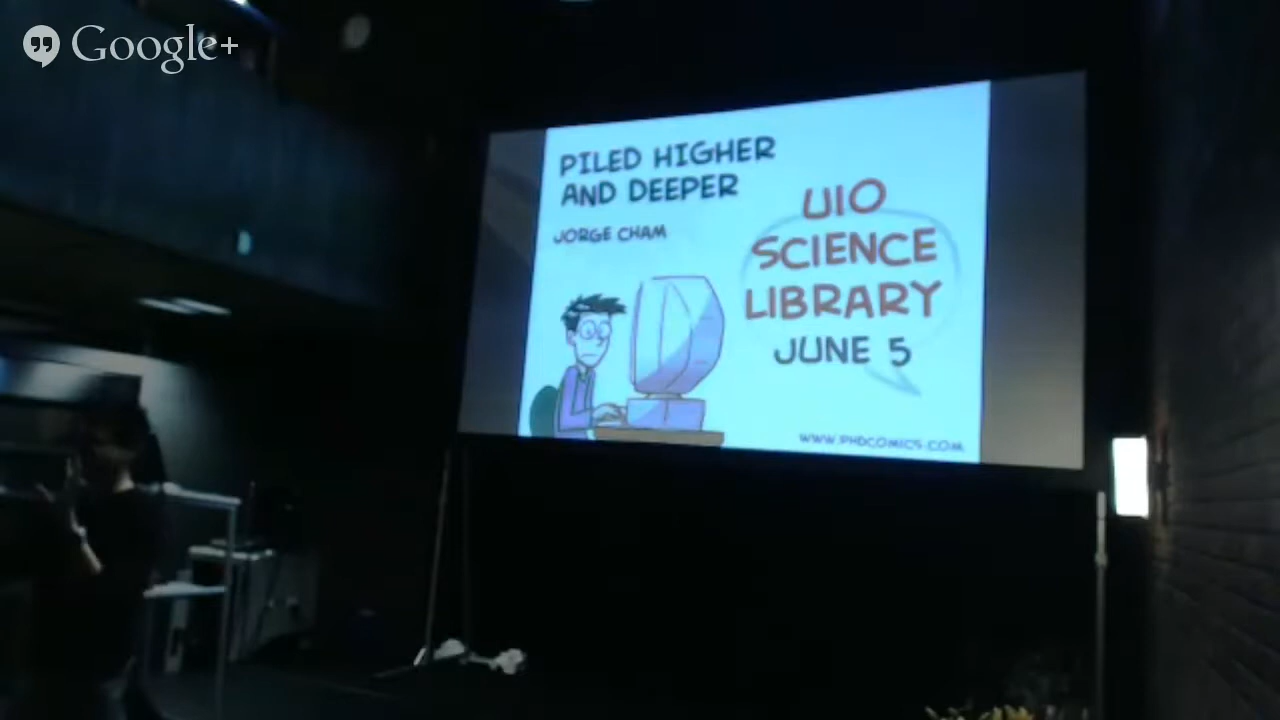 Google+
PILED HIGHER
AND DEEPER
JORGE CHAM
UIO
SCIENCE
LIBRARY
JUNE 5
WWW.PHDCOMICS.COM